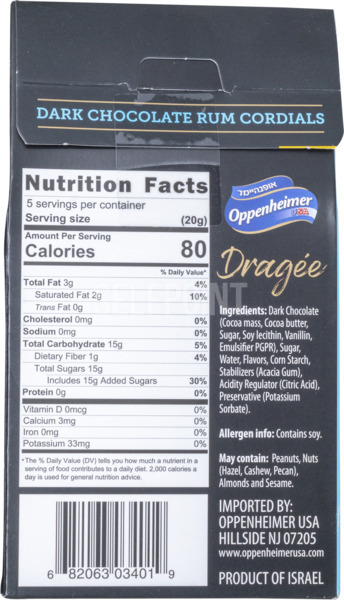 DARK CHOCOLATE RUM CORDIALS
Nutrition Facts
5 servings per container
Serving size (20g)
Amount Per Serving
Calories 80
% Daily Value*
Total Fat 3g 4%
Saturated Fat 2g 10%
Trans Fat 0g
Cholesterol 0mg 0%
Sodium 0mg 0%
Total Carbohydrate 15g 5%
Dietary Fiber 1g 4%
Total Sugars 15g
Includes 15g Added Sugars 30%
Protein 0g 0%
Vitamin D 0mcg 0%
Calcium 3mg 0%
Iron 0mg 0%
Potassium 33mg 0%
*The % Daily Value (DV) tells you how much a nutrient in a
serving of food contributes to a daily diet. 2,000 calories a
day is used for general nutrition advice.
6 82063 03401 9
אופנהיימר
Oppenheimer
Dragée
Ingredients: Dark Chocolate
(Cocoa mass, Cocoa butter,
Sugar, Soy lecithin, Vanillin,
Emulsifier PGPR), Sugar,
Water, Flavors, Corn Starch,
Stabilizers (Acacia Gum),
Acidity Regulator (Citric Acid),
Preservative (Potassium
Sorbate).
Allergen info: Contains soy.
May contain: Peanuts, Nuts
(Hazel, Cashew, Pecan),
Almonds and Sesame.
IMPORTED BY:
OPPENHEIMER USA
HILLSIDE NJ 07205
www.oppenheimerusa.com
PRODUCT OF ISRAEL